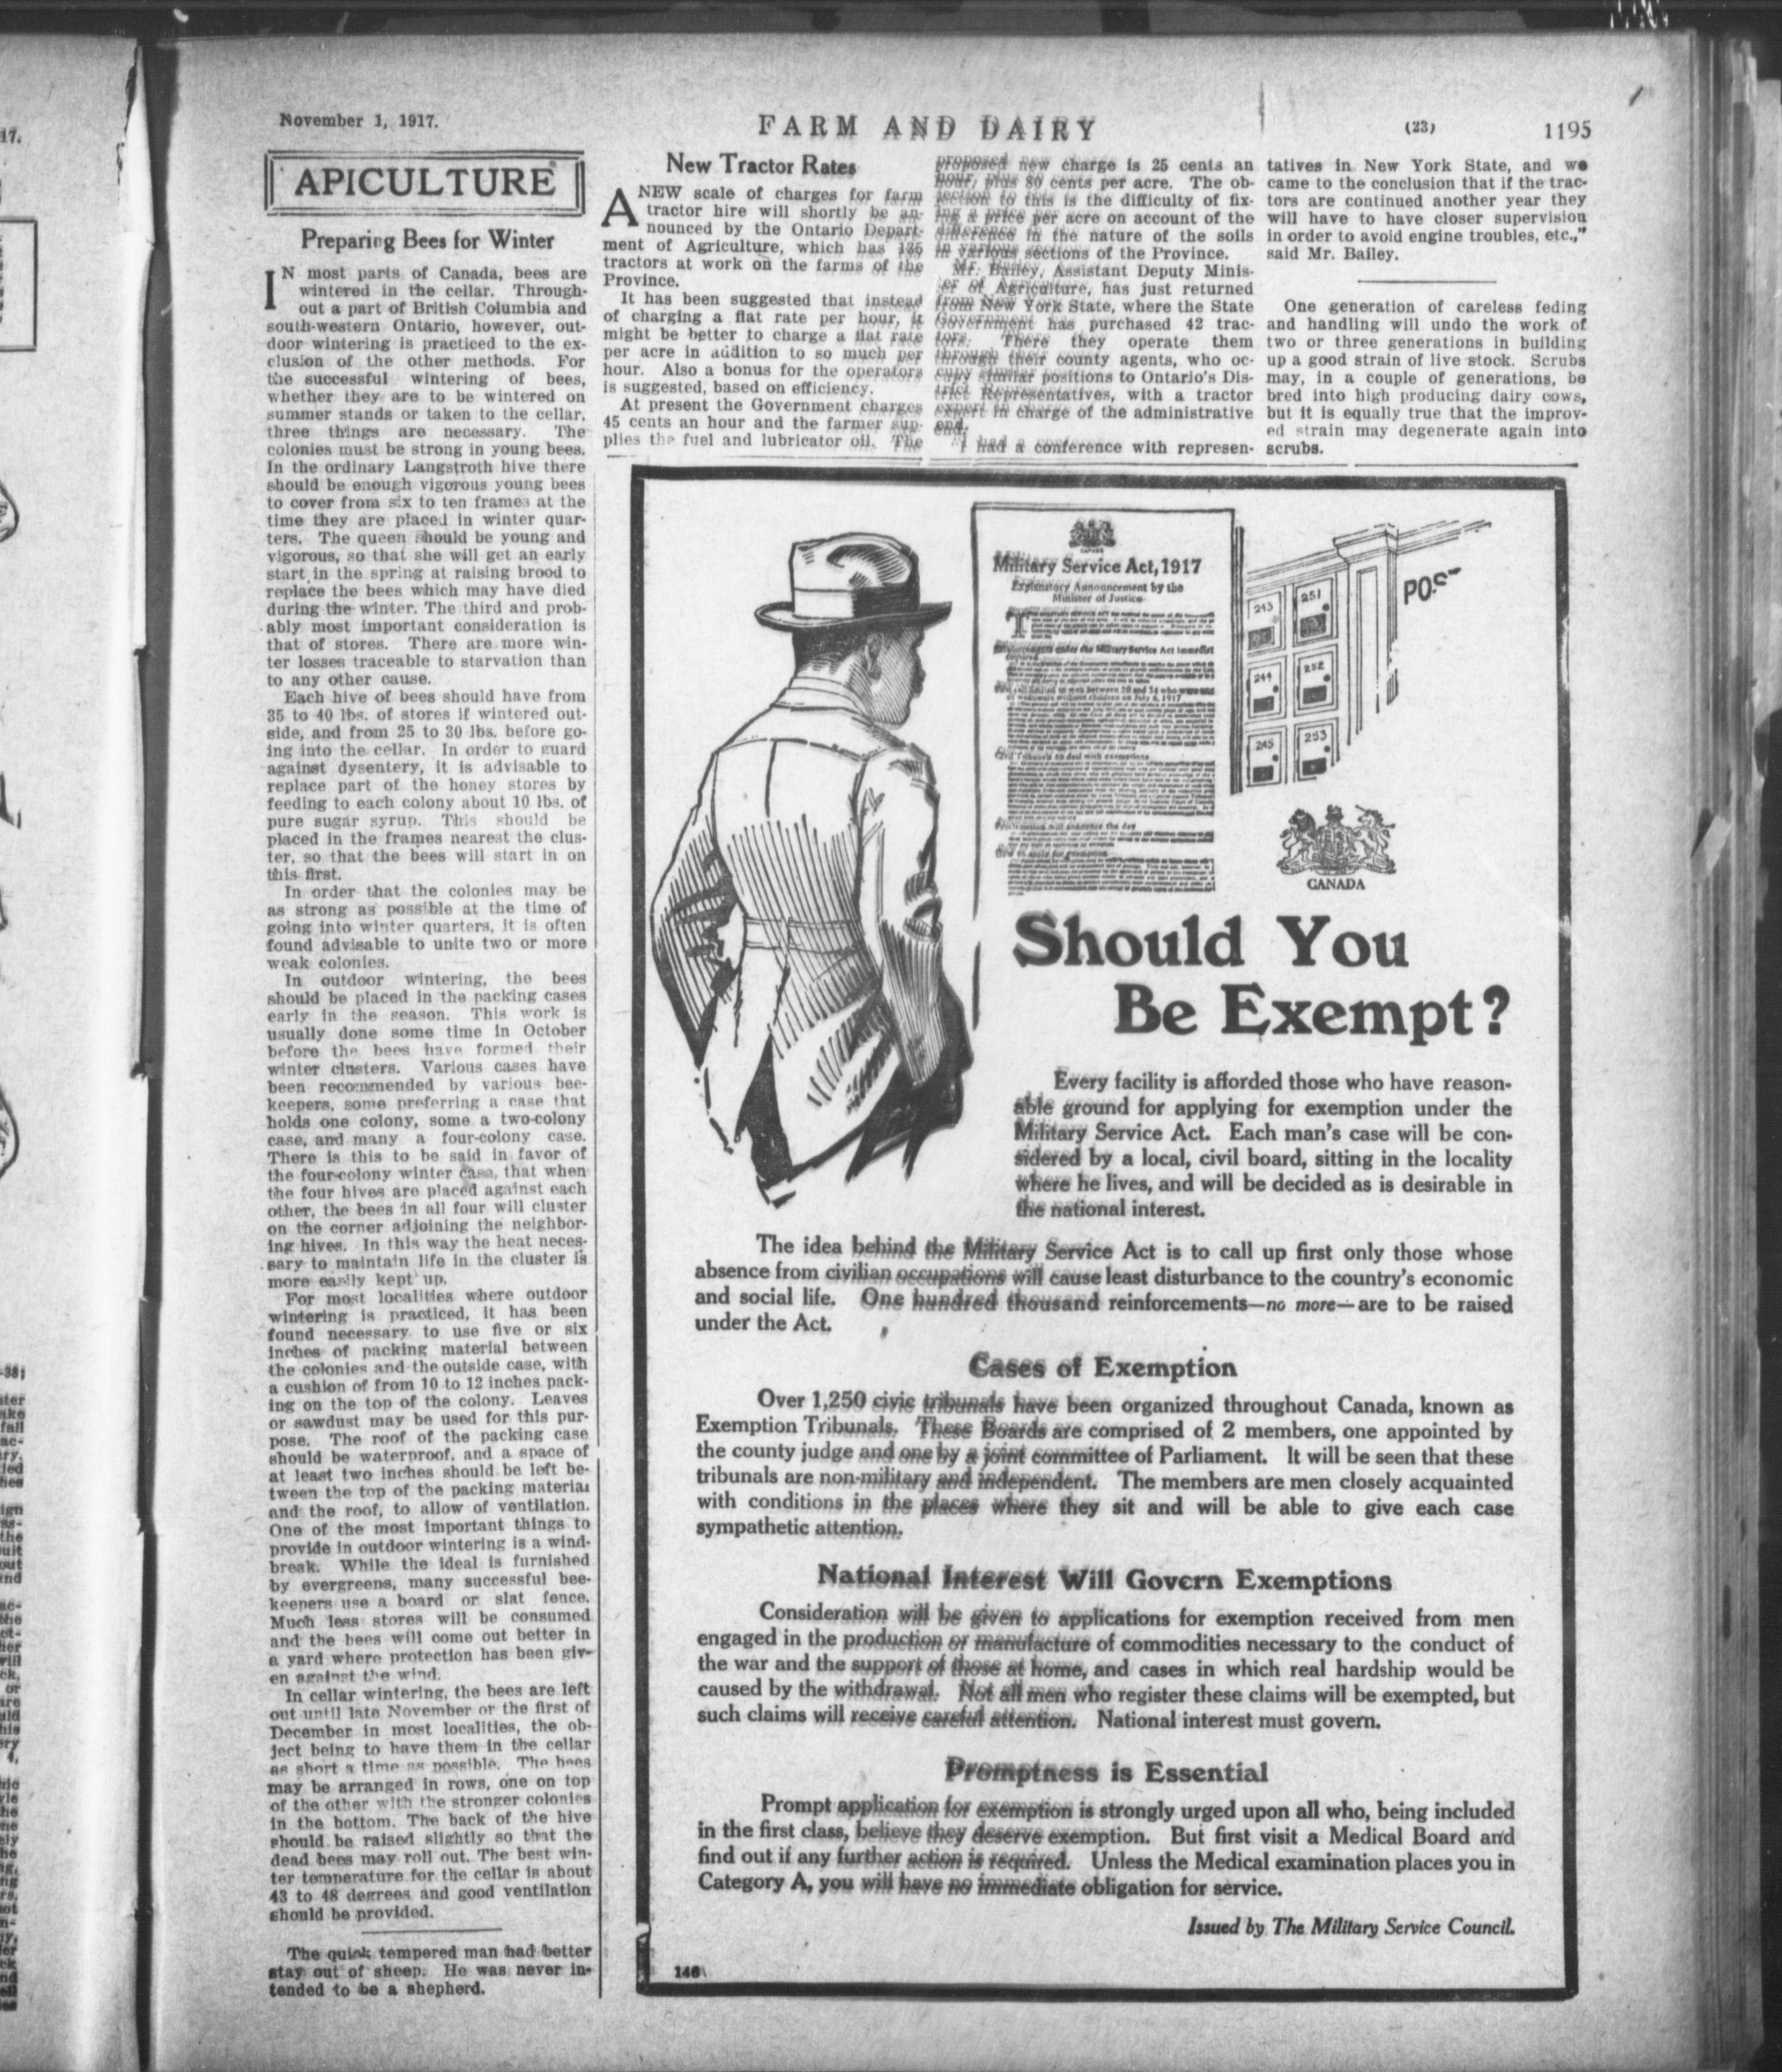 November 1, 1917.
FARM AND DAIRY
(23)
1195
APICULTURE
Preparing Bees for Winter
IN most parts of Canada, bees are
wintered in the cellar. Through-
out a part of British Columbia and
south-western Ontario, however, out-
door wintering is practiced to the ex-
clusion of the other methods. For
the successful wintering of bees,
whether they are to be wintered on
summer stands or taken to the cellar,
three things are necessary. The
colonies must be strong in young bees.
In the ordinary Langstroth hive there
should be enough vigorous young bees
to cover from six to ten frames at the
time they are placed in winter quar-
ters. The queen should be young and
vigorous, so that she will get an early
start in the spring at raising brood to
replace the bees which may have died
during the winter. The third and prob-
ably most important consideration is
that of stores. There are more win-
ter losses traceable to starvation than
to any other cause.
Each hive of bees should have from
35 to 40 lbs. of stores if wintered out-
side, and from 25 to 30 lbs. before go-
ing into the cellar. In order to guard
against dysentery, it is advisable to
replace part of the honey stores by
feeding to each colony about 10 lbs. of
pure sugar syrup. This should be
placed in the frames nearest the clus-
ter, so that the bees will start in on
this first.
In order that the colonies may be
as strong as possible at the time of
going into winter quarters, it is often
found advisable to unite two or more
weak colonies.
In outdoor wintering, the bees
should be placed in the packing cases
early in the season. This work is
usually done some time in October
before the bees have formed their
winter clusters. Various cases have
been recommended by various bee-
keepers, some preferring a case that
holds one colony, some a two-colony
case, and many a four-colony case.
There is this to be said in favor of
the four-colony winter case, that when
the four hives are placed against each
other, the bees in all four will cluster
on the corner adjoining the neighbor-
ing hives. In this way the heat neces-
sary to maintain life in the cluster is
more easily kept up.
For most localities where outdoor
wintering is practiced, it has been
found necessary to use five or six
inches of packing material between
the colonies and the outside case, with
a cushion of from 10 to 12 inches pack-
ing on the top of the colony. Leaves
or sawdust may be used for this pur-
pose. The roof of the packing case
should be waterproof, and a space of
at least two inches should be left be-
tween the top of the packing material
and the roof, to allow of ventilation.
One of the most important things to
provide in outdoor wintering is a wind-
break. While the ideal is furnished
by evergreens, many successful bee-
keepers use a board or slat fence.
Much less stores will be consumed
and the bees will come out better in
a yard where protection has been giv-
en against the wind.
In cellar wintering, the bees are left
out until late November or the first of
December in most localities, the ob-
ject being to have them in the cellar
as short a time as possible. The bees
may be arranged in rows, one on top
of the other with the stronger colonies
in the bottom. The back of the hive
should be raised slightly so that the
dead bees may roll out. The best win-
ter temperature for the cellar is about
43 to 48 degrees and good ventilation
should be provided.
The quick tempered man had better
stay out of sheep. He was never in-
tended to be a shepherd.
New Tractor Rates
A NEW scale of charges for farm
tractor hire will shortly be an-
nounced by the Ontario Depart-
ment of Agriculture, which has 135
tractors at work on the farms of the
Province.
It has been suggested that instead
of charging a flat rate per hour, it
might be better to charge a flat rate
per acre in addition to so much per
hour. Also a bonus for the operators
is suggested, based on efficiency.
At present the Government charges
45 cents an hour and the farmer sup-
plies the fuel and lubricator oil. The
proposed new charge is 25 cents an
hour, plus 80 cents per acre. The ob-
jection to this is the difficulty of fix-
ing a price per acre on account of the
difference in the nature of the soils
in various sections of the Province.
Mr. Bailey, Assistant Deputy Minis-
er of Agriculture, has just returned
from New York State, where the State
Government has purchased 42 trac-
tors. There they operate them
through their county agents, who oc-
cupy similar positions to Ontario's Dis-
trict Representatives, with a tractor
expert in charge of the administrative
end.
"I had a conference with represen-
tatives in New York State, and we
came to the conclusion that if the trac-
tors are continued another year they
will have to have closer supervision
in order to avoid engine troubles, etc.,"
said Mr. Bailey.
One generation of careless feding
and handling will undo the work of
two or three generations in building
up a good strain of live stock. Scrubs
may, in a couple of generations, be
bred into high producing dairy cows,
but it is equally true that the improv-
ed strain may degenerate again into
scrubs.
Military Service Act, 1917
Explanatory Announcement by the
Minister of Justice
243
251
244
252
245
253
POST
CANADA
Should You
Be Exempt?
Every facility is afforded those who have reason-
able ground for applying for exemption under the
Military Service Act. Each man's case will be con-
sidered by a local, civil board, sitting in the locality
where he lives, and will be decided as is desirable in
the national interest.
The idea behind the Military Service Act is to call up first only those whose
absence from civilian occupations will cause least disturbance to the country's economic
and social life. One hundred thousand reinforcements—no more—are to be raised
under the Act.
Cases of Exemption
Over 1,250 civic tribunals have been organized throughout Canada, known as
Exemption Tribunals. These Boards are comprised of 2 members, one appointed by
the county judge and one by a joint committee of Parliament. It will be seen that these
tribunals are non-military and independent. The members are men closely acquainted
with conditions in the places where they sit and will be able to give each case
sympathetic attention.
National Interest Will Govern Exemptions
Consideration will be given to applications for exemption received from men
engaged in the production or manufacture of commodities necessary to the conduct of
the war and the support of those at home, and cases in which real hardship would be
caused by the withdrawal. Not all men who register these claims will be exempted, but
such claims will receive careful attention. National interest must govern.
Promptness is Essential
Prompt application for exemption is strongly urged upon all who, being included
in the first class, believe they deserve exemption. But first visit a Medical Board and
find out if any further action is required. Unless the Medical examination places you in
Category A, you will have no immediate obligation for service.
Issued by The Military Service Council.
146